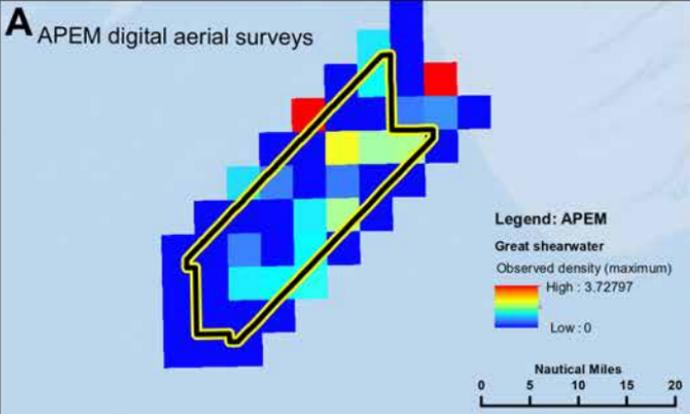 A APEM digital aerial surveys
Legend: APEM
Great shearwater
Observed density (maximum)
High : 3.72797
Low : 0
Nautical Miles
0 5 10 15 20